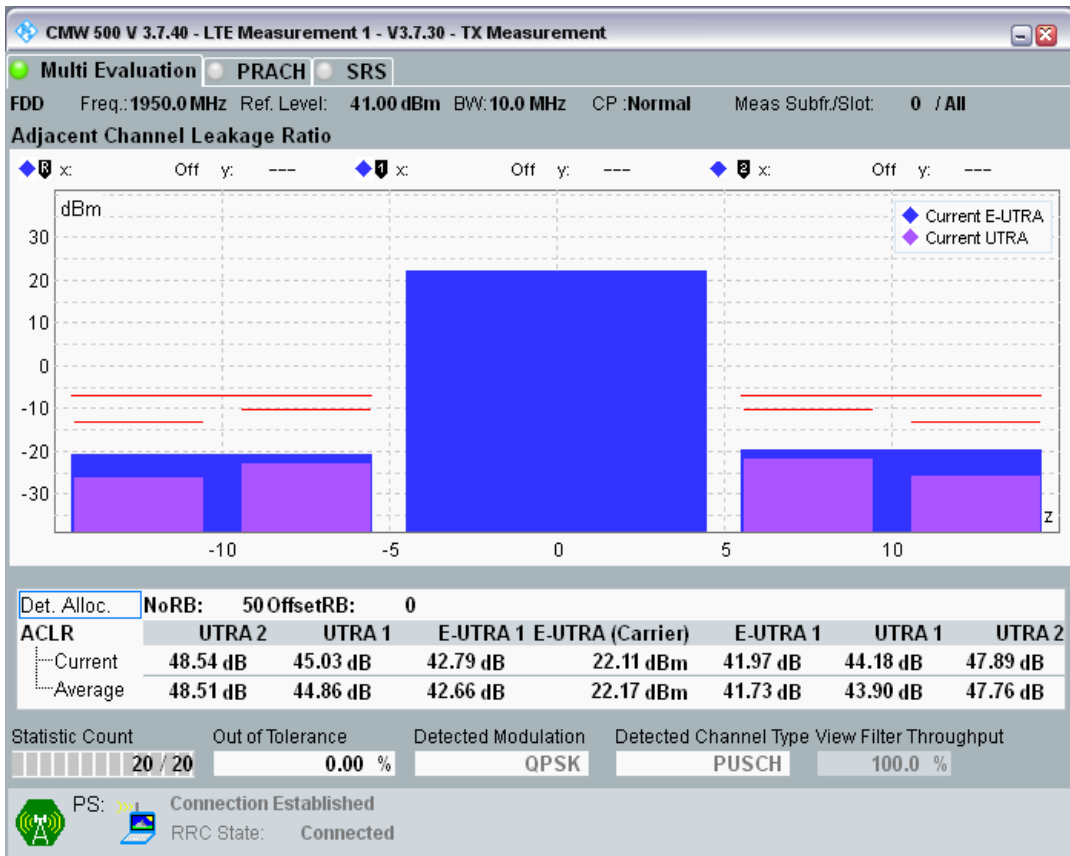 CMW 500 V 3.7.40 - LTE Measurement 1 - V3.7.30 - TX Measurement
Multi Evaluation PRACH SRS
FDD Freq.: 1950.0 MHz Ref. Level: 41.00 dBm BW: 10.0 MHz CP : Normal Meas Subfr./Slot: 0 / All
Adjacent Channel Leakage Ratio
R x: Off y: --- 1 x: Off y: --- 2 x: Off y: ---
dBm
Current E-UTRA
Current UTRA
30
20
10
0
-10
-20
-30
z
-10 -5 0 5 10
Det. Alloc. NoRB: 50 OffsetRB: 0
ACLR UTRA 2 UTRA 1 E-UTRA 1 E-UTRA (Carrier) E-UTRA 1 UTRA 1 UTRA 2
Current 48.54 dB 45.03 dB 42.79 dB 22.11 dBm 41.97 dB 44.18 dB 47.89 dB
Average 48.51 dB 44.86 dB 42.66 dB 22.17 dBm 41.73 dB 43.90 dB 47.76 dB
Statistic Count Out of Tolerance Detected Modulation Detected Channel Type View Filter Throughput
20 / 20 0.00 % QPSK PUSCH 100.0 %
PS: Connection Established
RRC State: Connected